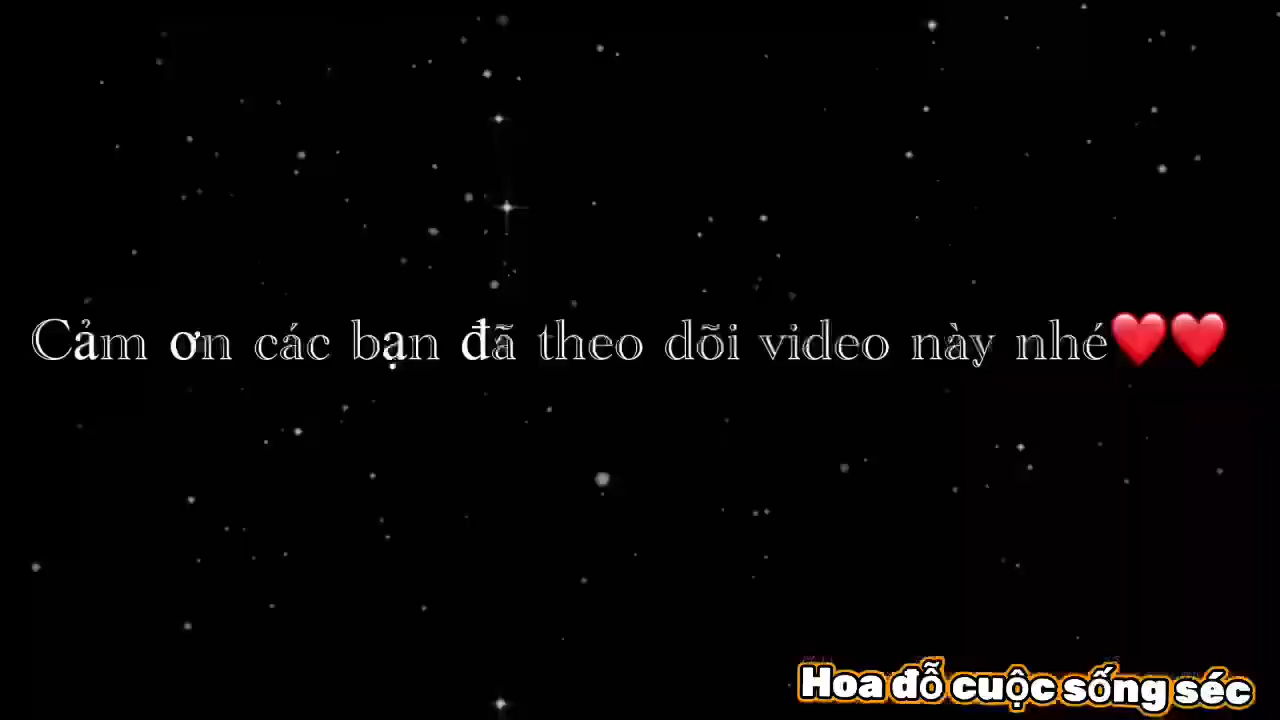 Cảm ơn các bạn đã theo dõi video này nhé❤️❤️
Hoa đỗ cuộc sống séc